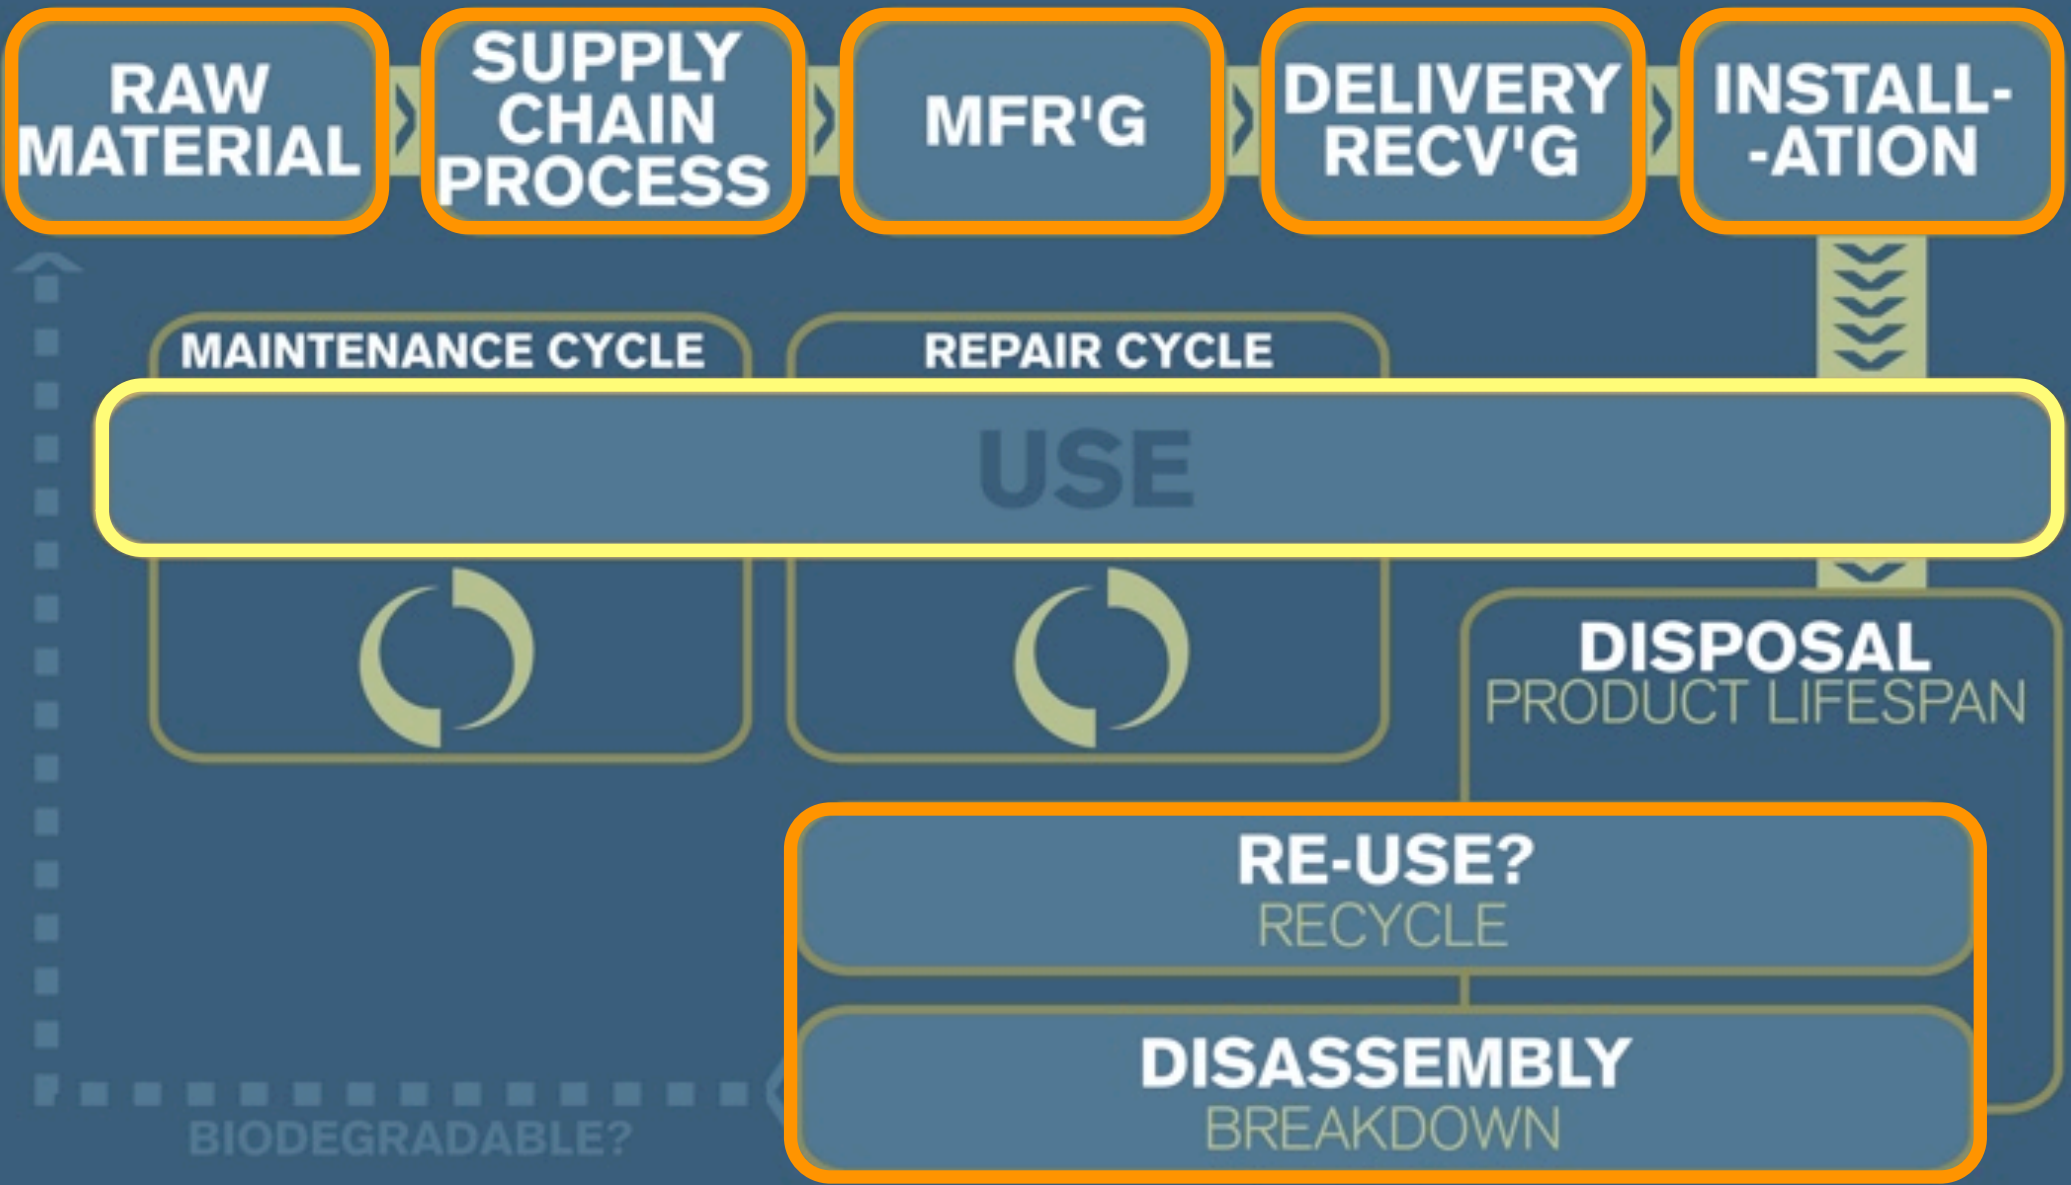 RAW
MATERIAL
SUPPLY
CHAIN
PROCESS
MFR'G
DELIVERY
RECV'G
INSTALL-
-ATION
MAINTENANCE CYCLE
REPAIR CYCLE
USE
DISPOSAL
PRODUCT LIFESPAN
RE-USE?
RECYCLE
DISASSEMBLY
BREAKDOWN
BIODEGRADABLE?